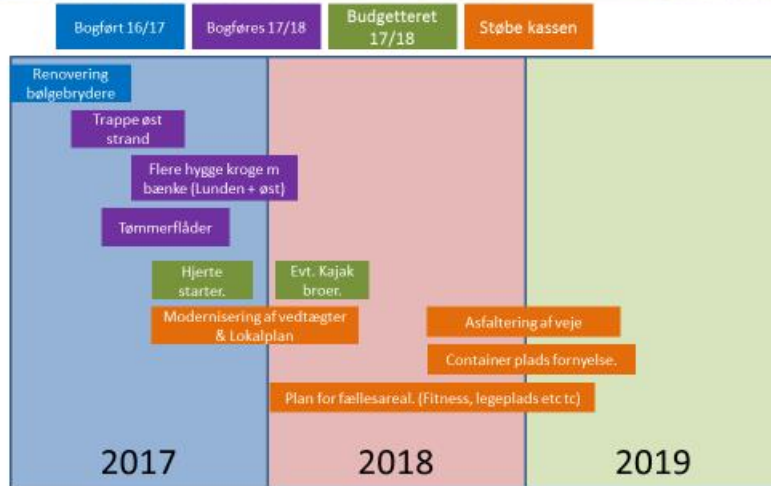 Bogført 16/17
Bogføres 17/18
Budgetteret
17/18
Støbe kassen
Renovering
bølgebrydere
Trappe øst
strand
Flere hygge kroge m
bænke (Lunden + øst)
Tømmerflåder
Hjerte
starter.
Evt. Kajak
broer.
Modernisering af vedtægter
& Lokalplan
Asfaltering af veje
Container plads fornyelse.
Plan for fællesareal. (Fitness, legeplads etc tc)
2017
2018
2019